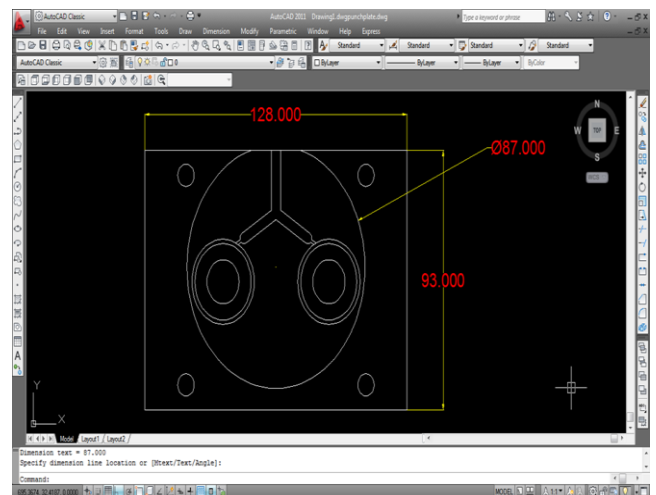 AutoCAD Classic
AutoCAD 2011 Drawing1.dwgpunchplate.dwg
Type a keyword or phrase
File Edit View Insert Format Tools Draw Dimension Modify Parametric Window Help Express
Standard Standard Standard Standard
AutoCAD Classic 0 ByLayer ByLayer ByLayer ByColor
128.000
N
W TOP E
S
WCS
Ø87.000
93.000
Y
X
Model Layout1 Layout2
Dimension text = 87.000
Specify dimension line location or [Mtext/Text/Angle]:
Command:
MODEL 1:1